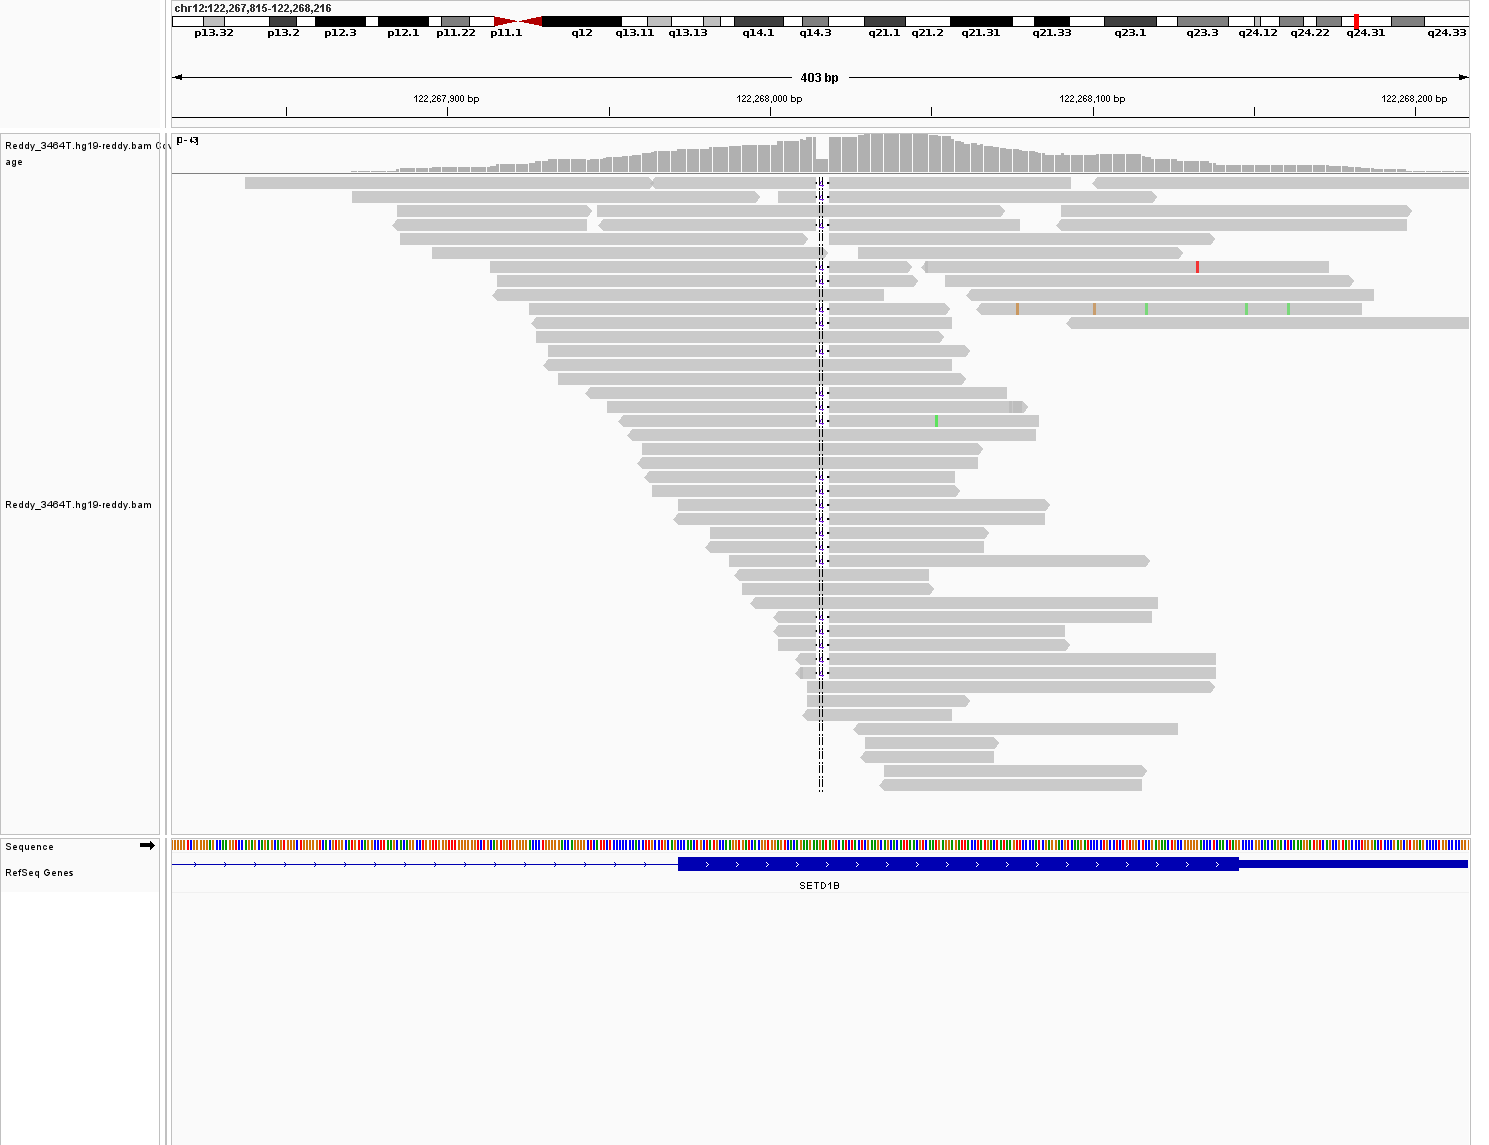 chr12:122,267,815-122,268,216
p13.32 p13.2 p12.3 p12.1 p11.22 p11.1 q12 q13.11 q13.13 q14.1 q14.3 q21.1 q21.2 q21.31 q21.33 q23.1 q23.3 q24.12 q24.22 q24.31 q24.33
403 bp
122,267,900 bp 122,268,000 bp 122,268,100 bp 122,268,200 bp
Reddy_3464T.hg19-reddy.bam Cov
age
[0 - 43]
Reddy_3464T.hg19-reddy.bam
Sequence
RefSeq Genes
SETD1B